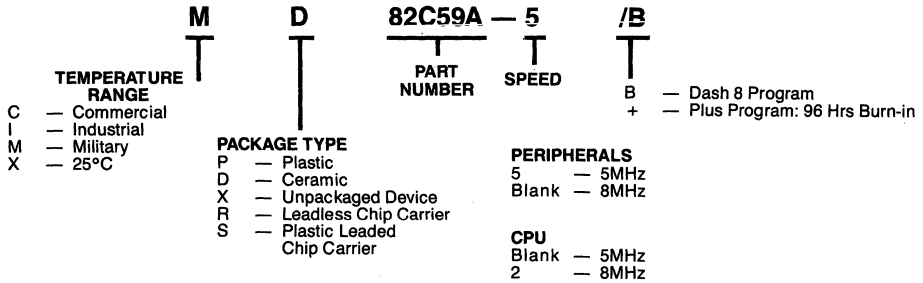 M D 82C59A — 5 /B
TEMPERATURE
RANGE
C — Commercial
I — Industrial
M — Military
X — 25°C
PACKAGE TYPE
P — Plastic
D — Ceramic
X — Unpackaged Device
R — Leadless Chip Carrier
S — Plastic Leaded
Chip Carrier
PART
NUMBER
SPEED
B — Dash 8 Program
+ — Plus Program: 96 Hrs Burn-in
PERIPHERALS
5 — 5MHz
Blank — 8MHz
CPU
Blank — 5MHz
2 — 8MHz